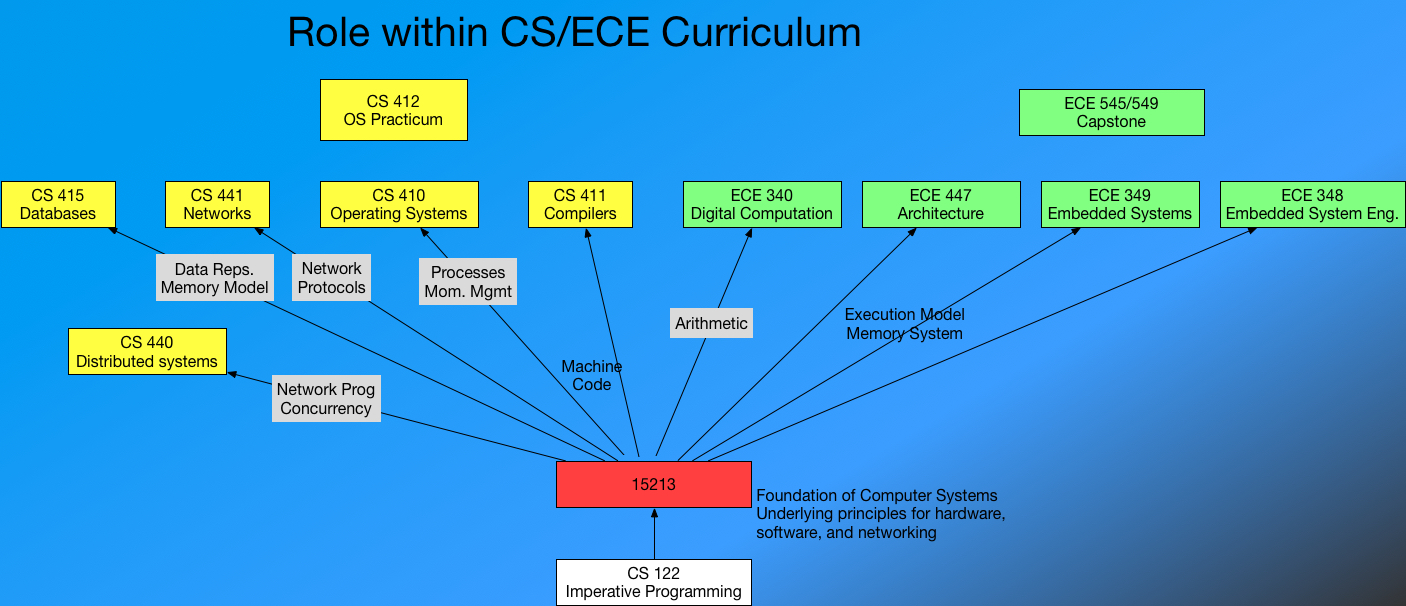 Role within CS/ECE Curriculum
CS 412
OS Practicum
ECE 545/549
Capstone
CS 415
Databases
CS 441
Networks
CS 410
Operating Systems
CS 411
Compilers
ECE 340
Digital Computation
ECE 447
Architecture
ECE 349
Embedded Systems
ECE 348
Embedded System Eng.
Data Reps.
Memory Model
Network
Protocols
Processes
Mom. Mgmt
Arithmetic
Execution Model
Memory System
CS 440
Distributed systems
Machine
Code
Network Prog
Concurrency
15213
Foundation of Computer Systems
Underlying principles for hardware,
software, and networking
CS 122
Imperative Programming